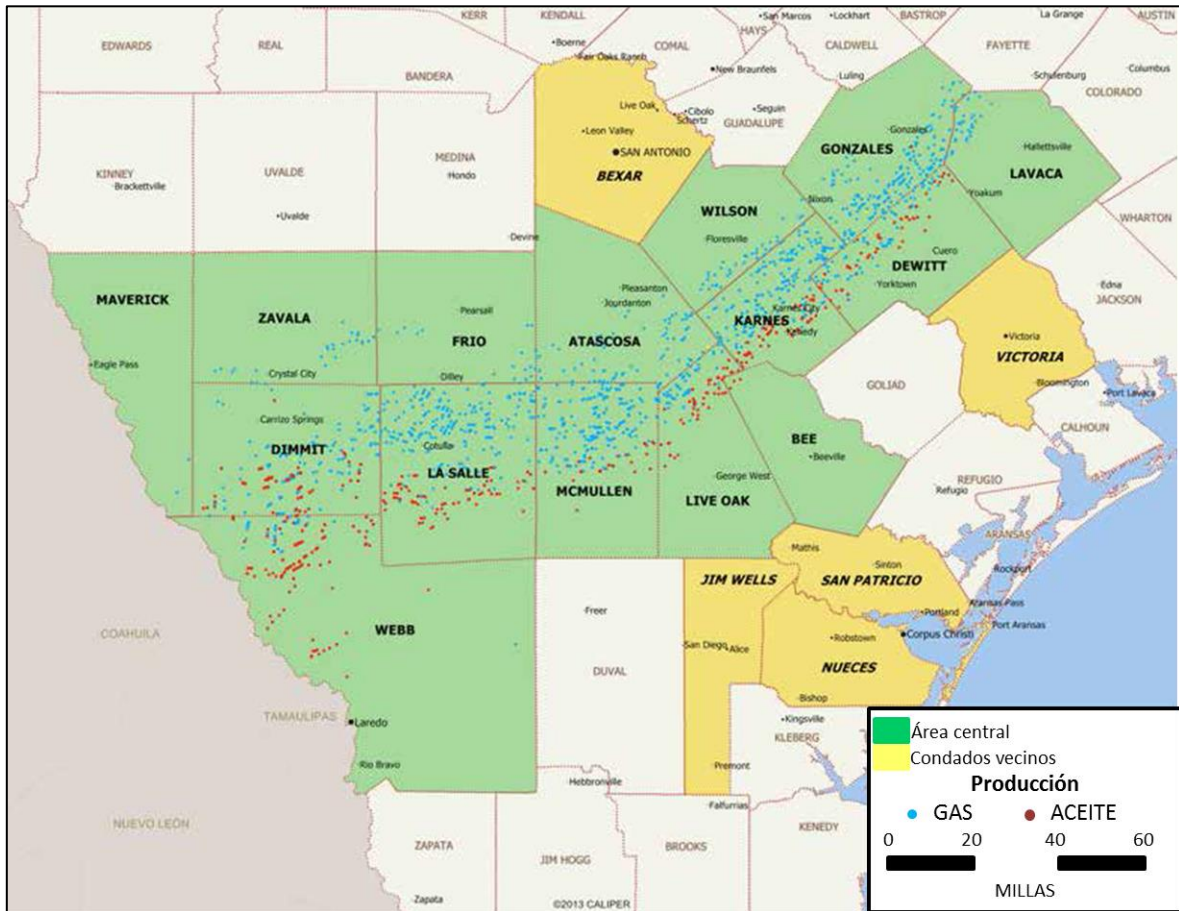 KERR
KENDALL
San Marcos
Lockhart
BASTROP
La Grange
AUSTIN
EDWARDS
REAL
Boerne
HAYS
CALDWELL
FAYETTE
Fair Oaks Ranch
COMAL
BANDERA
New Braunfels
Luling
Schulenburg
Columbus
COLORADO
Live Oak
Cibolo
Schertz
Seguin
GUADALUPE
Leon Valley
Gonzales
SAN ANTONIO
GONZALES
Hallettsville
KINNEY
Brackettville
UVALDE
MEDINA
Hondo
BEXAR
LAVACA
Uvalde
WILSON
Nixon
Yoakum
WHARTON
Devine
Floresville
Cuero
DEWITT
MAVERICK
Pleasanton
Yorktown
Edna
JACKSON
ZAVALA
Pearsall
Jourdanton
Karnes City
KARNES
Kenedy
FRIO
ATASCOSA
Victoria
VICTORIA
Eagle Pass
Crystal City
Dilley
GOLIAD
Bloomington
Port Lavaca
Carrizo Springs
CALHOUN
DIMMIT
Cotulla
BEE
Beeville
LA SALLE
George West
REFUGIO
Refugio
MCMULLEN
LIVE OAK
ARANSAS
Mathis
Sinton
Rockport
JIM WELLS
SAN PATRICIO
Aransas Pass
Freer
Portland
Port Aransas
COAHUILA
WEBB
San Diego
Alice
Robstown
Corpus Christi
DUVAL
NUECES
TAMAULIPAS
Laredo
Bishop
Kingsville
KLEBERG
Rio Bravo
Premont
Hebbronville
Falfurrias
NUEVO LEÓN
ZAPATA
JIM HOGG
BROOKS
KENEDY
Zapata
©2013 CALIPER
Área central
Condados vecinos
Producción
GAS
ACEITE
0 20 40 60
MILLAS